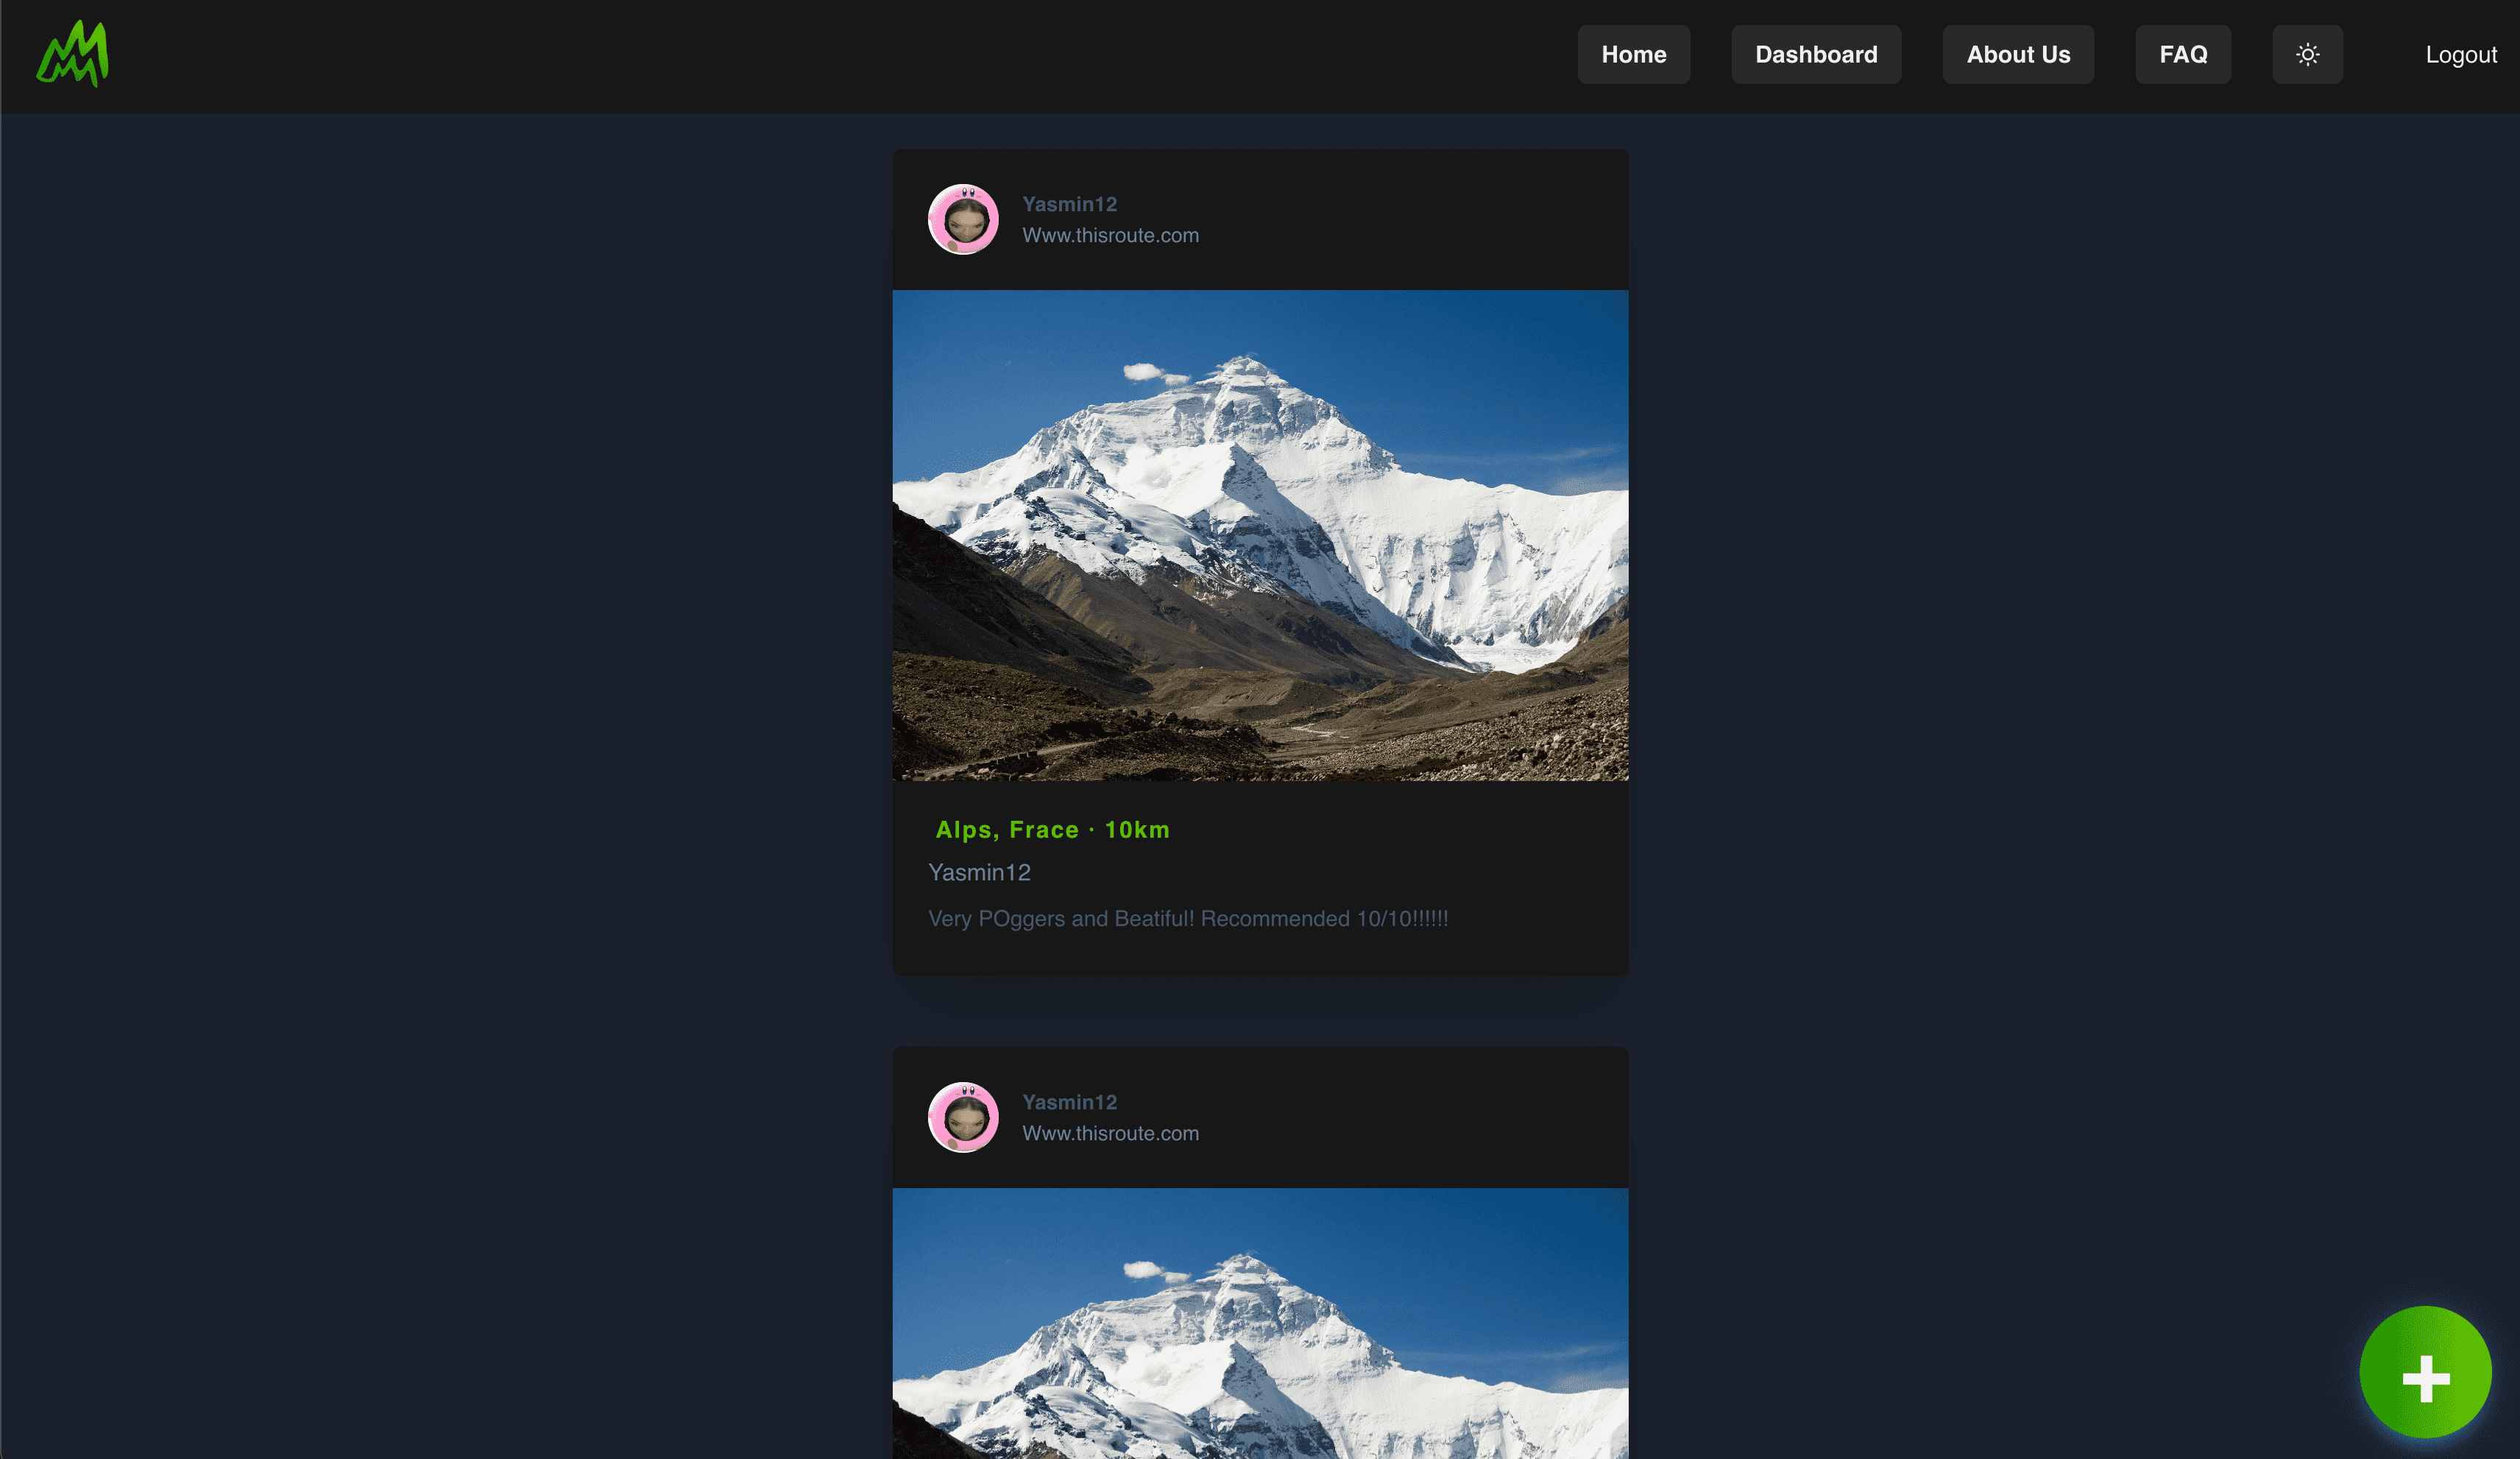 Home Dashboard About Us FAQ Logout
Yasmin12
Www.thisroute.com
Alps, Frace · 10km
Yasmin12
Very POggers and Beatiful! Recommended 10/10!!!!!!
Yasmin12
Www.thisroute.com
+